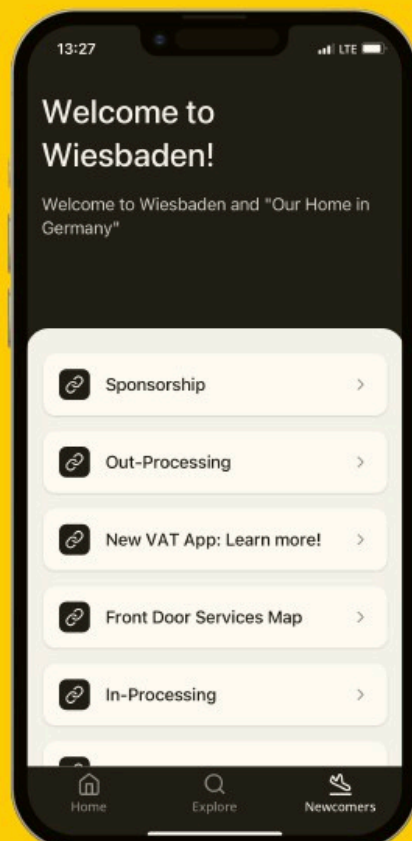 13:27
LTE
Welcome to
Wiesbaden!
Welcome to Wiesbaden and "Our Home in
Germany"
Sponsorship
Out-Processing
New VAT App: Learn more!
Front Door Services Map
In-Processing
Home
Explore
Newcomers